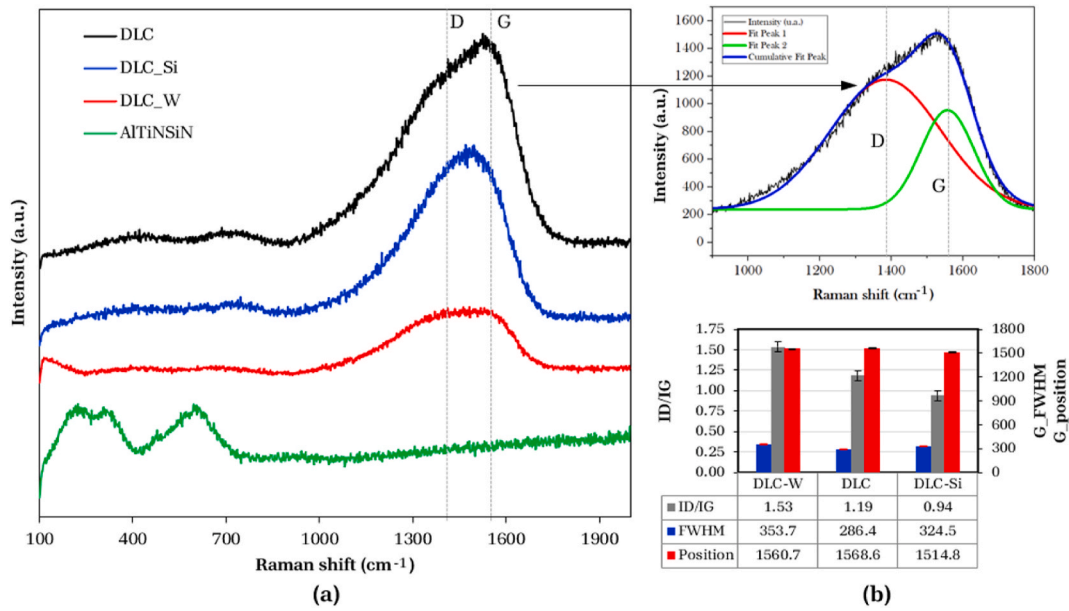 DLC
DLC_Si
DLC_W
AlTiNSiN
D
G
Intensity (a.u.)
100
400
700
1000
1300
1600
1900
Raman shift (cm-1)
(a)
1600
1400
1200
1000
800
600
400
200
0
Intensity (u.a.)
Fit Peak 1
Fit Peak 2
Cumulative Fit Peak
D
G
Intensity (a.u.)
1000
1200
1400
1600
1800
Raman shift (cm-1)
1.75
1.50
1.25
1.00
0.75
0.50
0.25
0.00
ID/IG
1800
1500
1200
900
600
300
0
G_FWHM
G_position
DLC-W DLC DLC-Si
ID/IG 1.53 1.19 0.94
FWHM 353.7 286.4 324.5
Position 1560.7 1568.6 1514.8
(b)